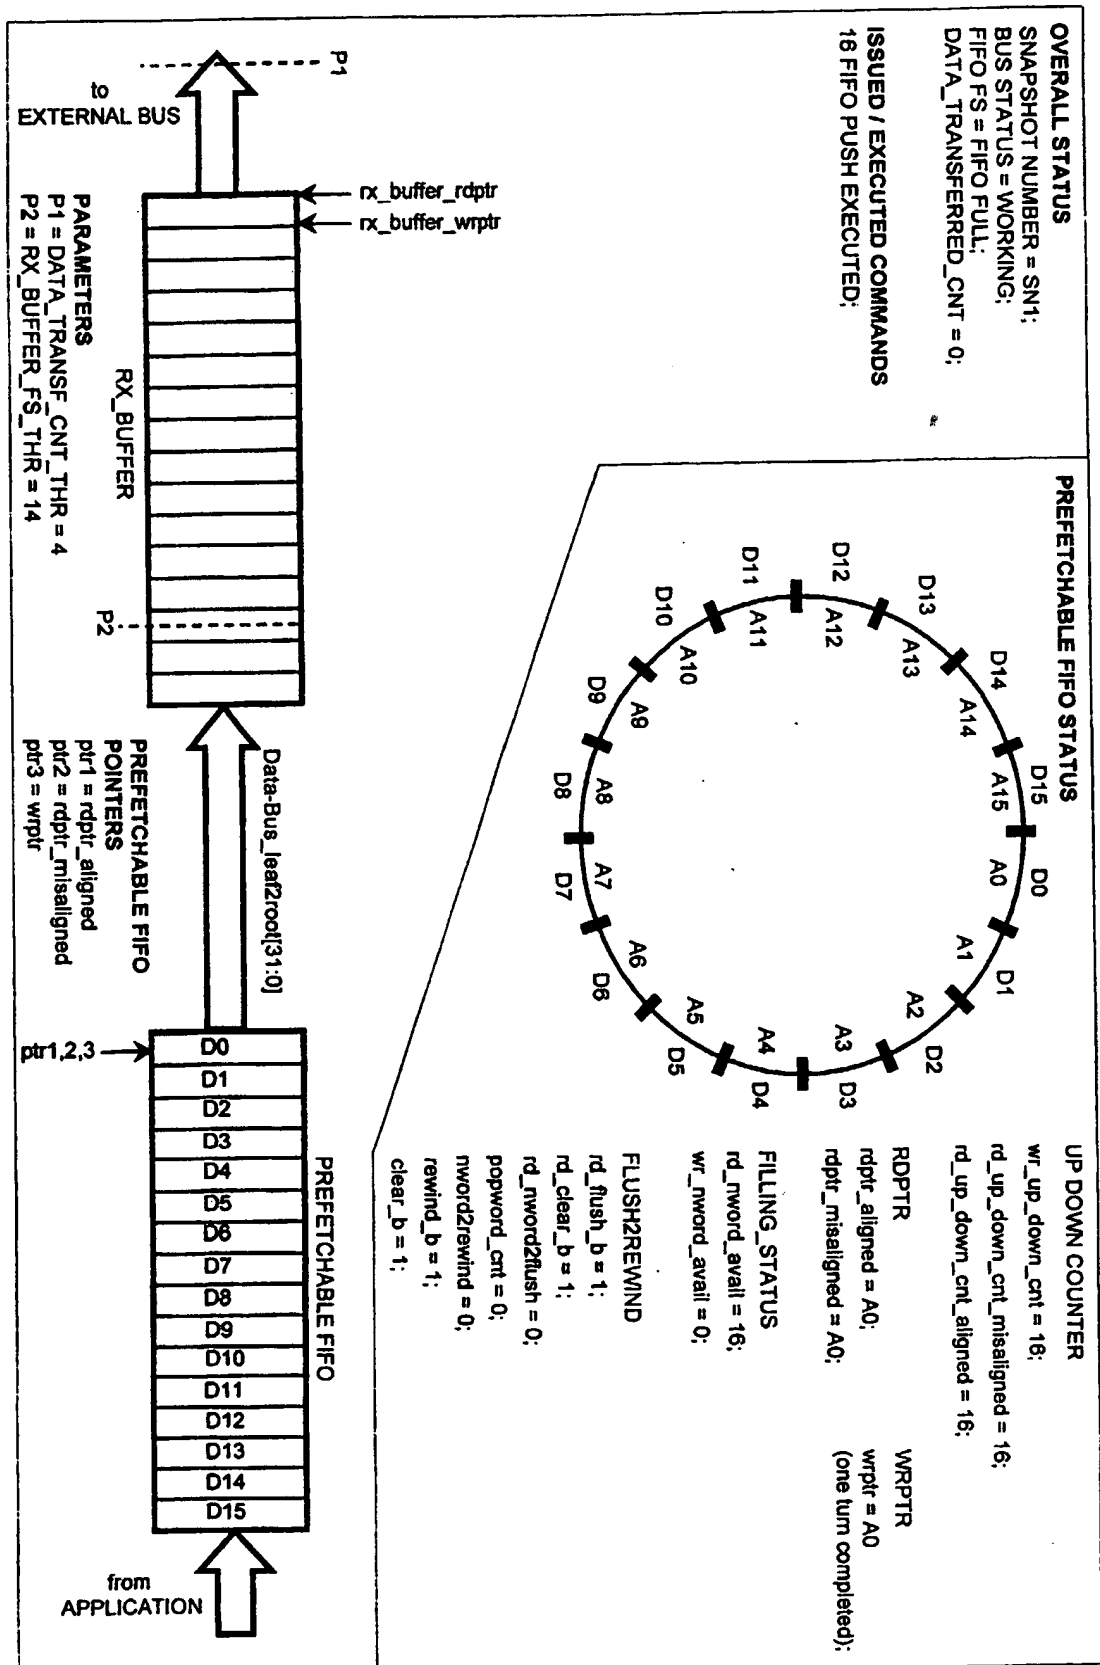 OVERALL STATUS
SNAPSHOT NUMBER = SN1;
BUS STATUS = WORKING;
FIFO FS = FIFO FULL;
DATA_TRANSFERRED_CNT = 0;
ISSUED / EXECUTED COMMANDS
16 FIFO PUSH EXECUTED;
PREFETCHABLE FIFO STATUS
D0
D1
D2
D3
D4
D5
D6
D7
D8
D9
D10
D11
D12
D13
D14
D15
A0
A1
A2
A3
A4
A5
A6
A7
A8
A9
A10
A11
A12
A13
A14
A15
UP DOWN COUNTER
wr_up_down_cnt = 16;
rd_up_down_cnt_misaligned = 16;
rd_up_down_cnt_aligned = 16;
RDPTR
rdptr_aligned = A0;
rdptr_misaligned = A0;
WRPTR
wrptr = A0
(one turn completed);
FILLING_STATUS
rd_nword_avail = 16;
wr_nword_avail = 0;
FLUSH2REWIND
rd_flush_b = 1;
rd_clear_b = 1;
rd_nword2flush = 0;
popword_cnt = 0;
nword2rewind = 0;
rewind_b = 1;
clear_b = 1;
P1
to
EXTERNAL BUS
rx_buffer_rdptr
rx_buffer_wrptr
RX_BUFFER
P2
PARAMETERS
P1 = DATA_TRANSF_CNT_THR = 4
P2 = RX_BUFFER_FS_THR = 14
Data-Bus_leaf2root[31:0]
PREFETCHABLE FIFO
POINTERS
ptr1 = rdptr_aligned
ptr2 = rdptr_misaligned
ptr3 = wrptr
PREFETCHABLE FIFO
ptr1,2,3
D0
D1
D2
D3
D4
D5
D6
D7
D8
D9
D10
D11
D12
D13
D14
D15
from
APPLICATION